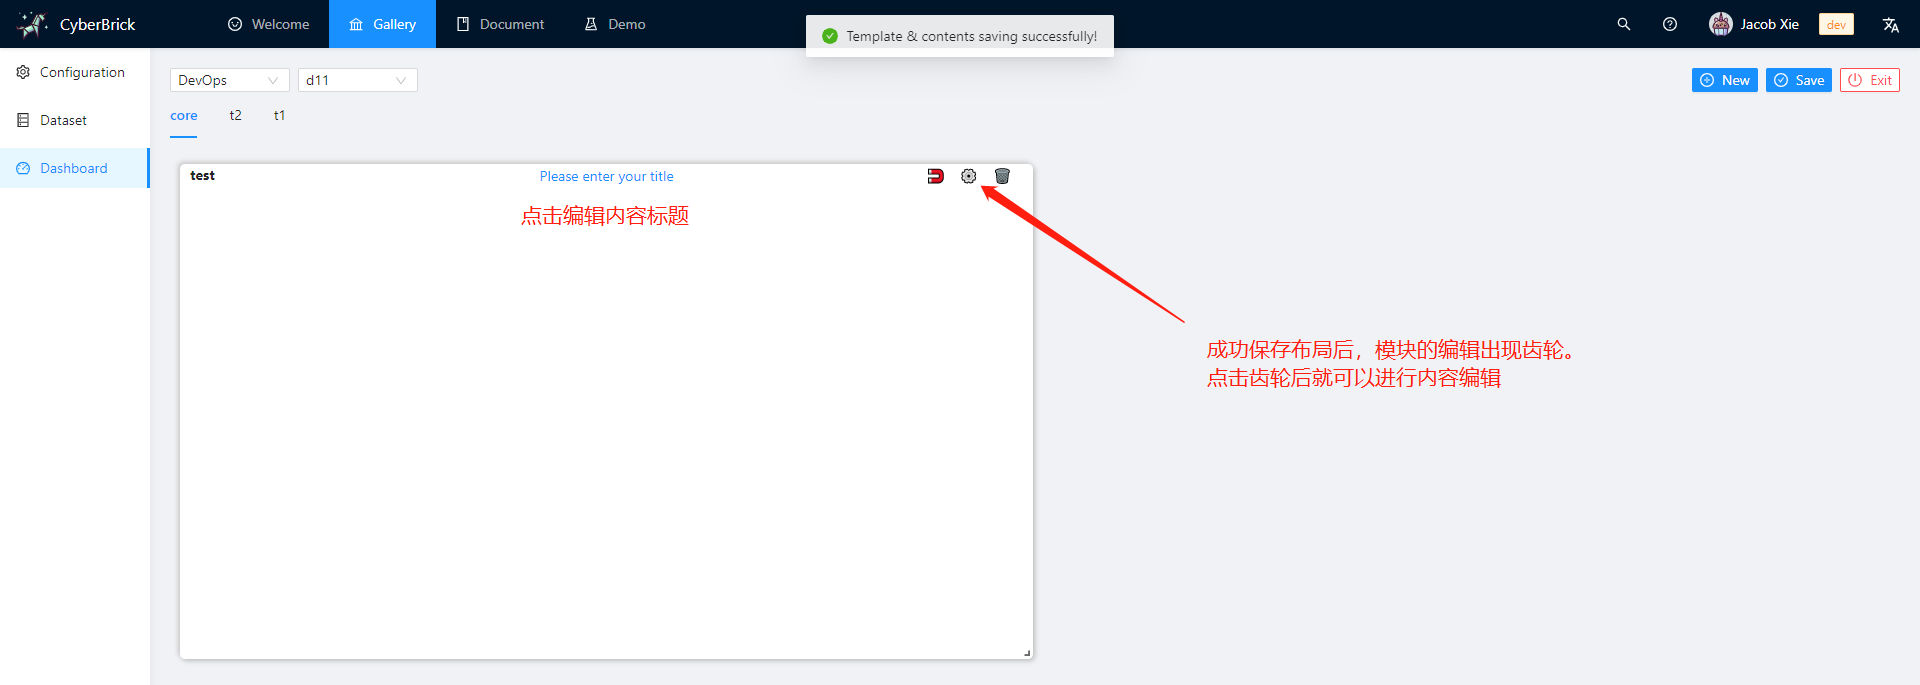 CyberBrick
Welcome
Gallery
Document
Demo
Template & contents saving successfully!
Jacob Xie
dev
Configuration
Dataset
Dashboard
DevOps
d11
New
Save
Exit
core
t2
t1
test
Please enter your title
点击编辑内容标题
成功保存布局后，模块的编辑出现齿轮。
点击齿轮后就可以进行内容编辑